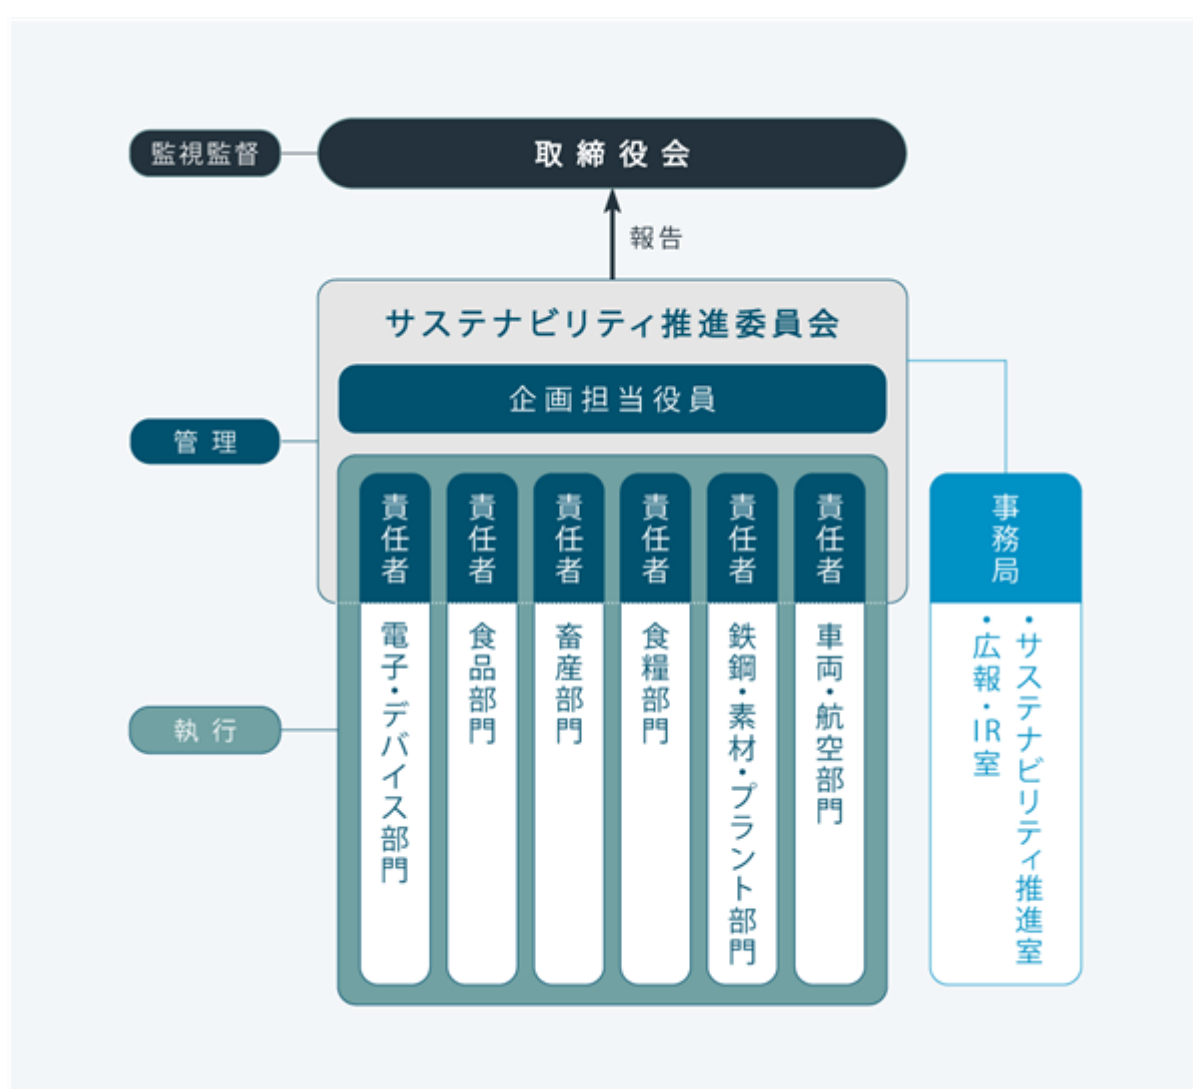 監視監督
取締役会
報告
サステナビリティ推進委員会
企画担当役員
管理
責任者
電子・デバイス部門
責任者
食品部門
責任者
畜産部門
責任者
食糧部門
責任者
鉄鋼・素材・プラント部門
責任者
車両・航空部門
執行
事務局
・サステナビリティ推進室
・広報・IR室